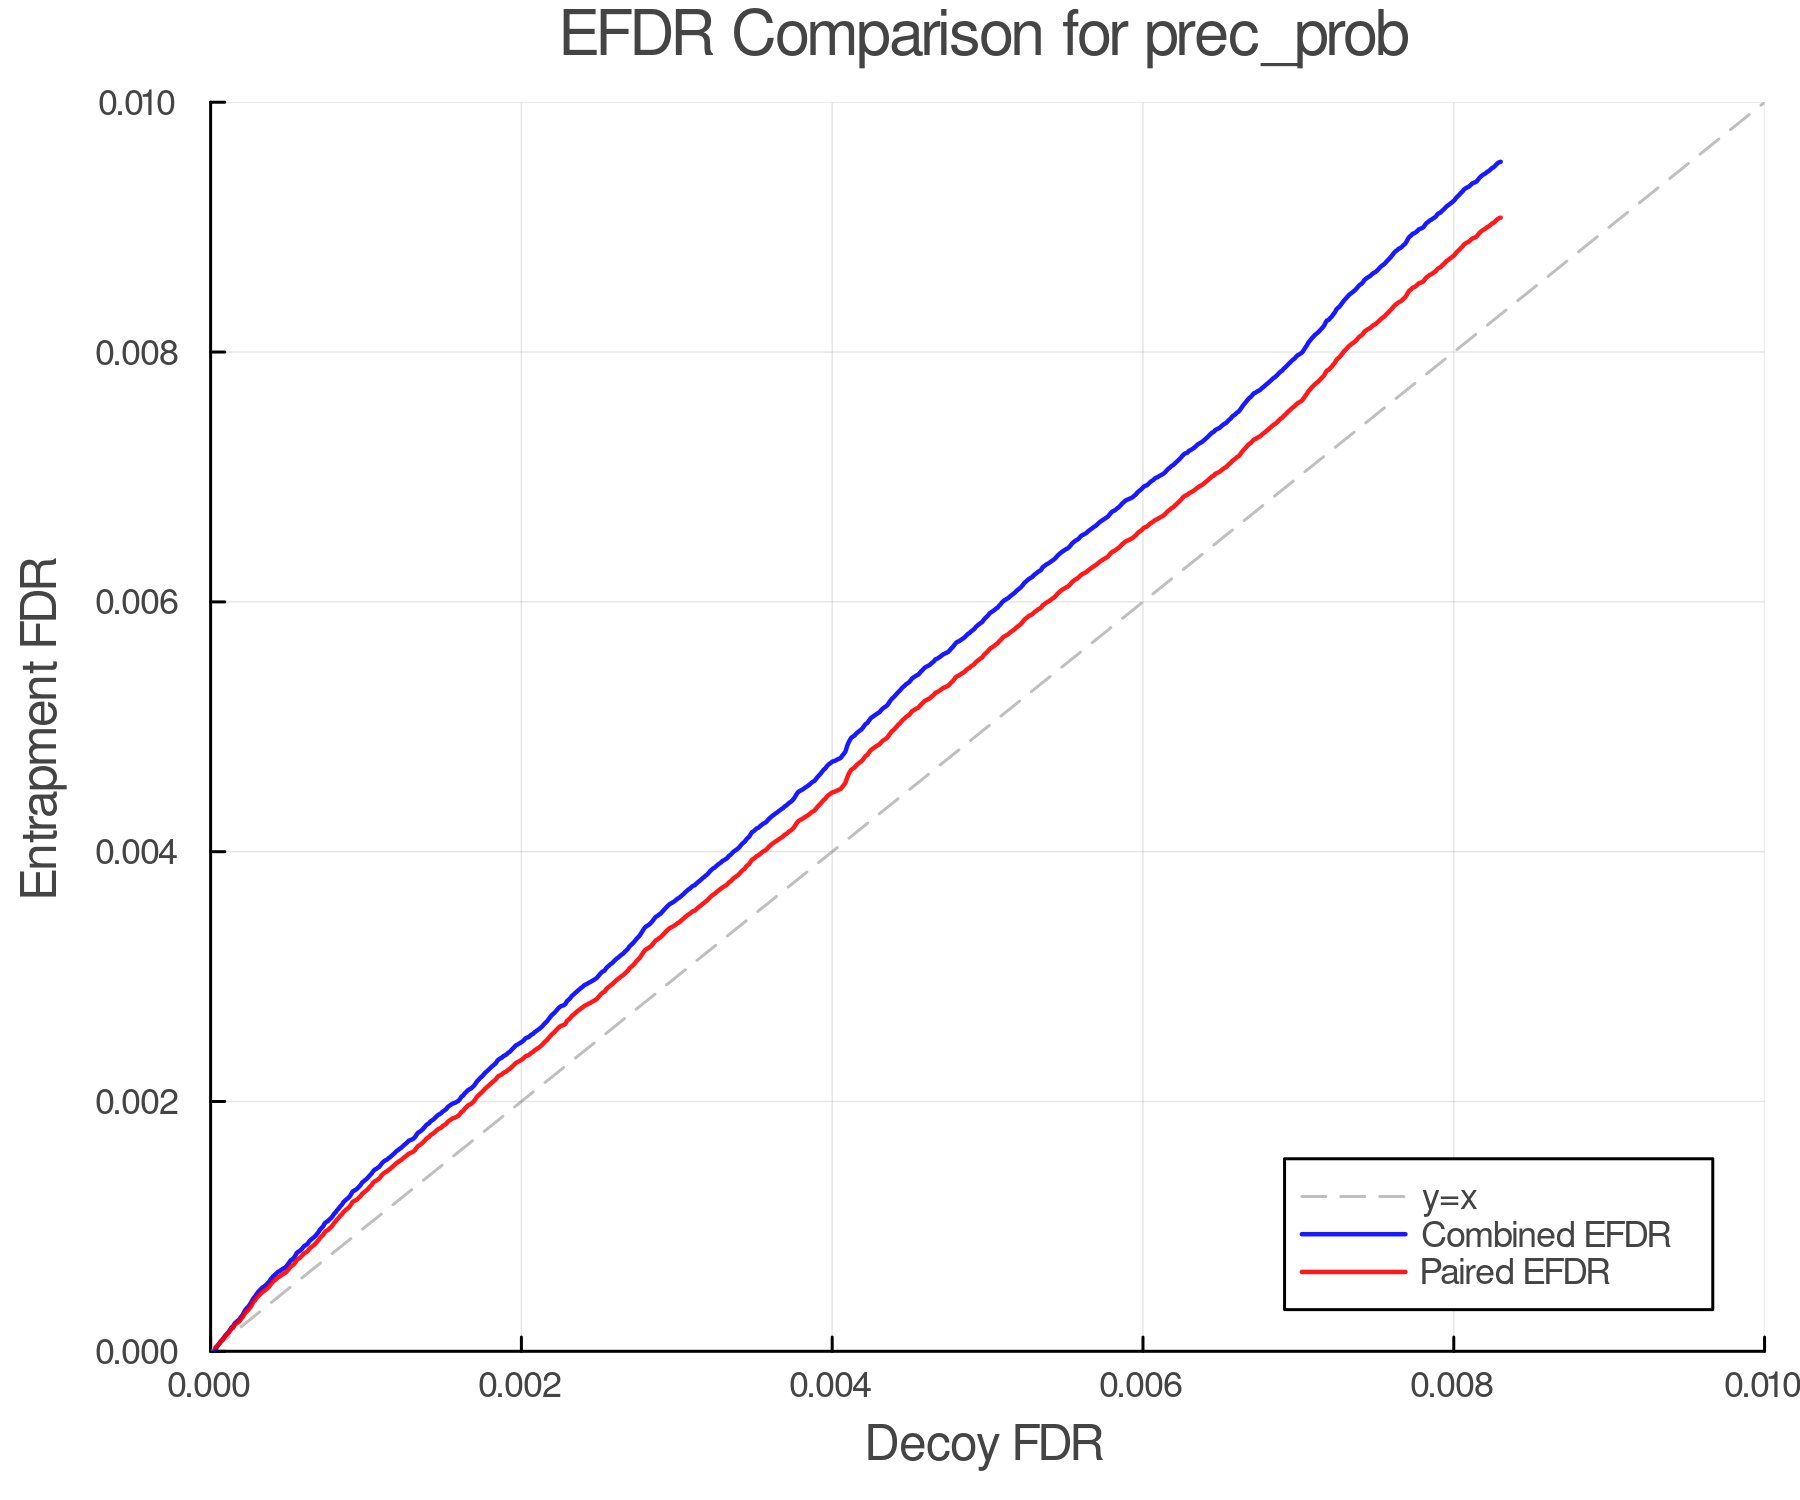 EFDR Comparison for prec_prob
Entrapment FDR
0.010
0.008
0.006
0.004
0.002
0.000
0.000 0.002 0.004 0.006 0.008 0.010
Decoy FDR
y=x
Combined EFDR
Paired EFDR